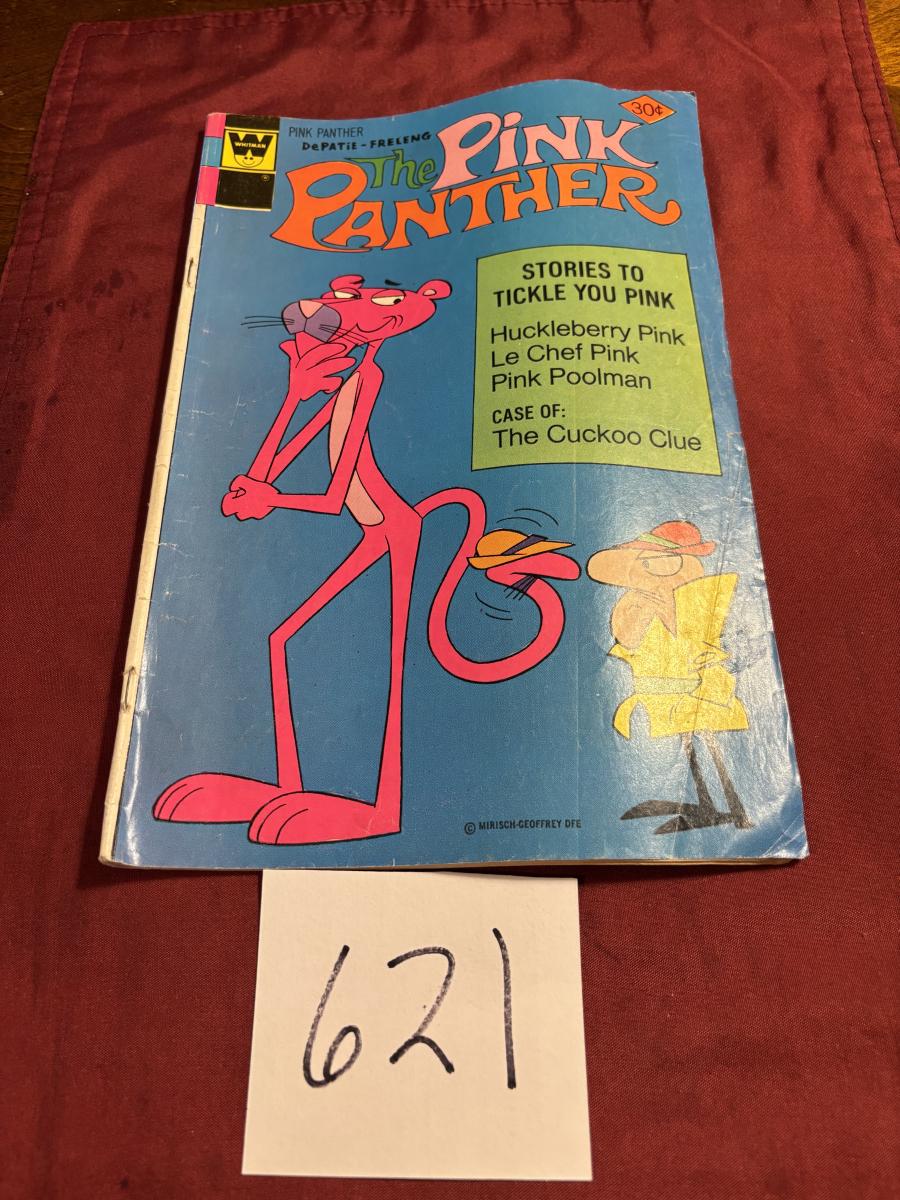 WHITMAN
®
PINK PANTHER
DePATiE-FRELENG
30¢
The PiNK
PANTHER
STORIES TO
TICKLE YOU PINK
Huckleberry Pink
Le Chef Pink
Pink Poolman
CASE OF:
The Cuckoo Clue
© MIRISCH-GEOFFREY DFE
621